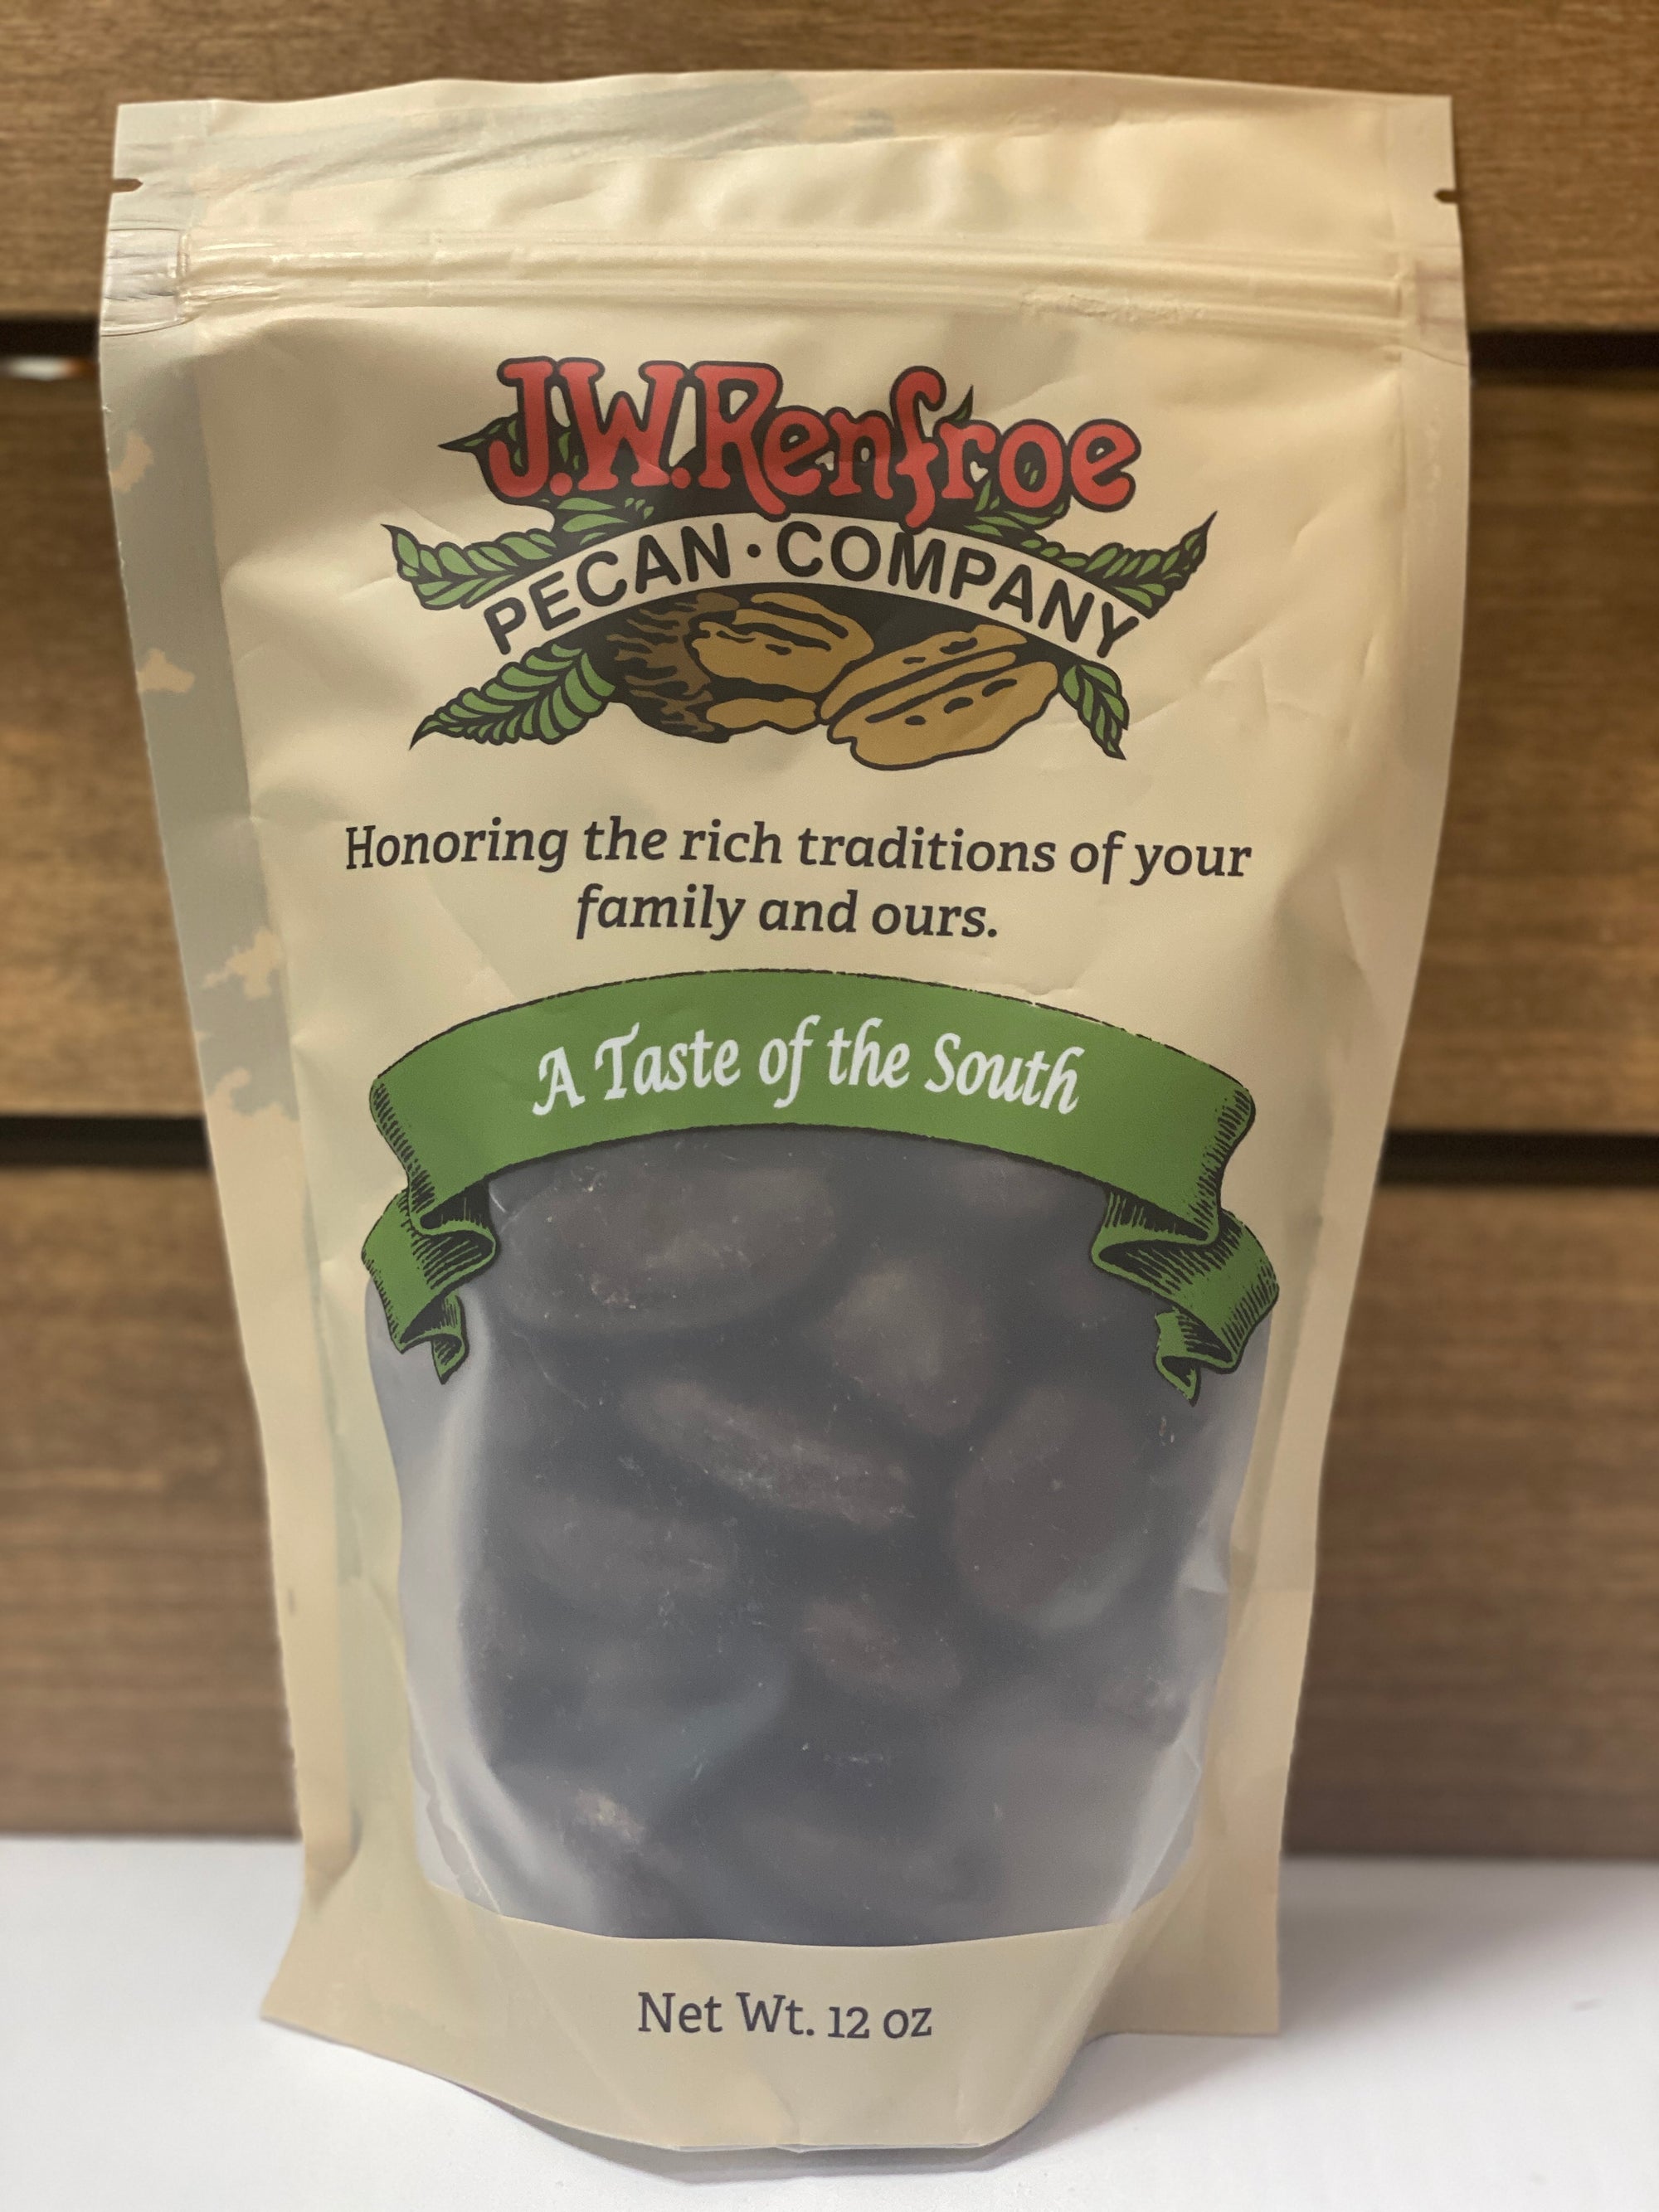 J.W. Renfroe
PECAN · COMPANY
Honoring the rich traditions of your
family and ours.
A Taste of the South
Net Wt. 12 oz